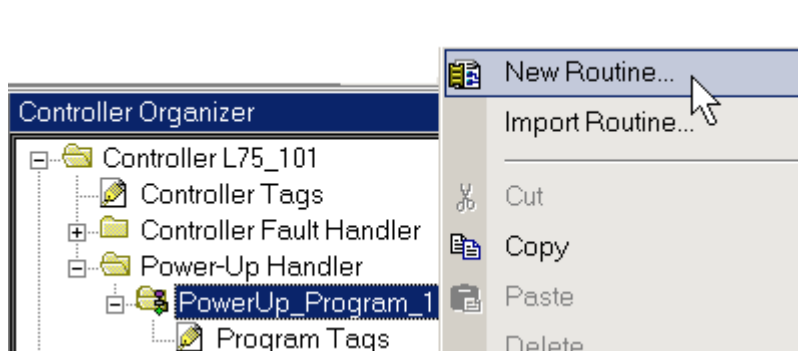 New Routine...
Controller Organizer
Import Routine...
Controller L75_101
Controller Tags
Cut
Controller Fault Handler
Copy
Power-Up Handler
PowerUp_Program_1
Paste
Program Tags
Delete